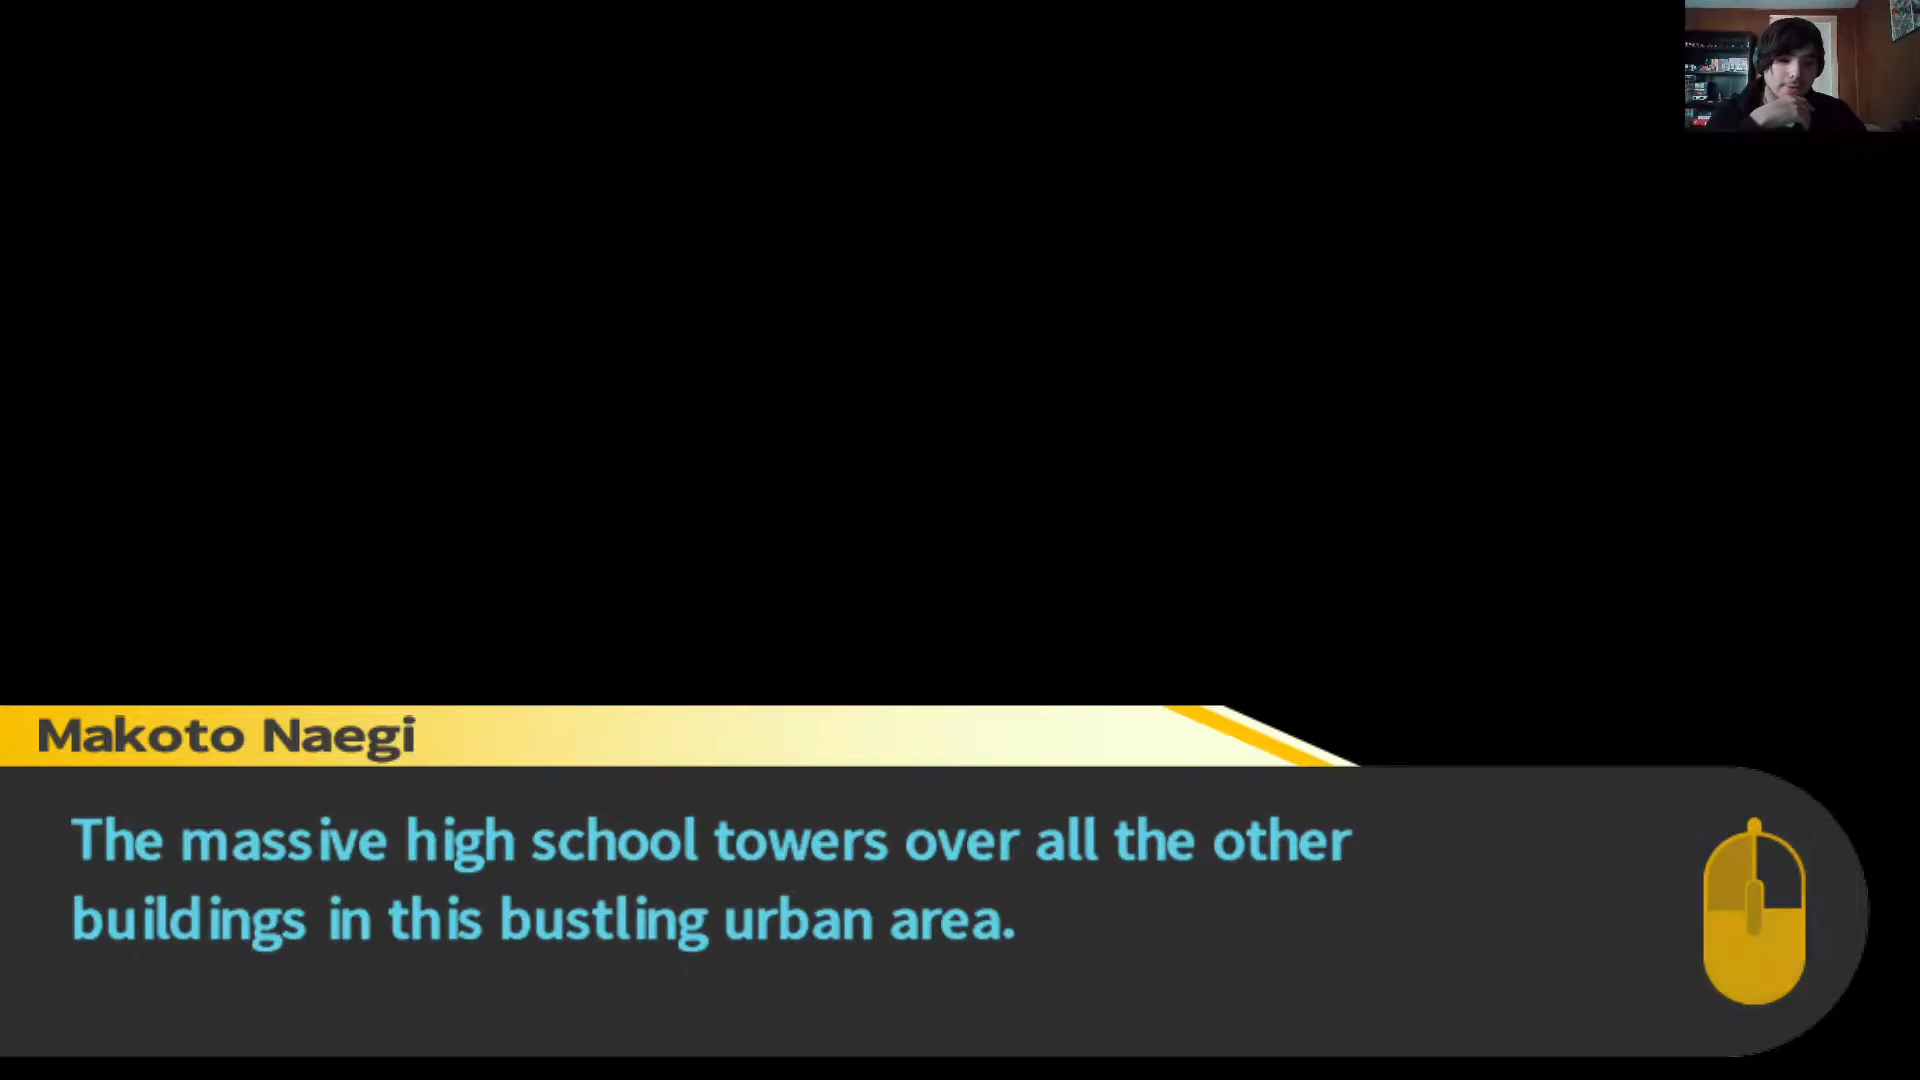 Makoto Naegi
The massive high school towers over all the other
buildings in this bustling urban area.